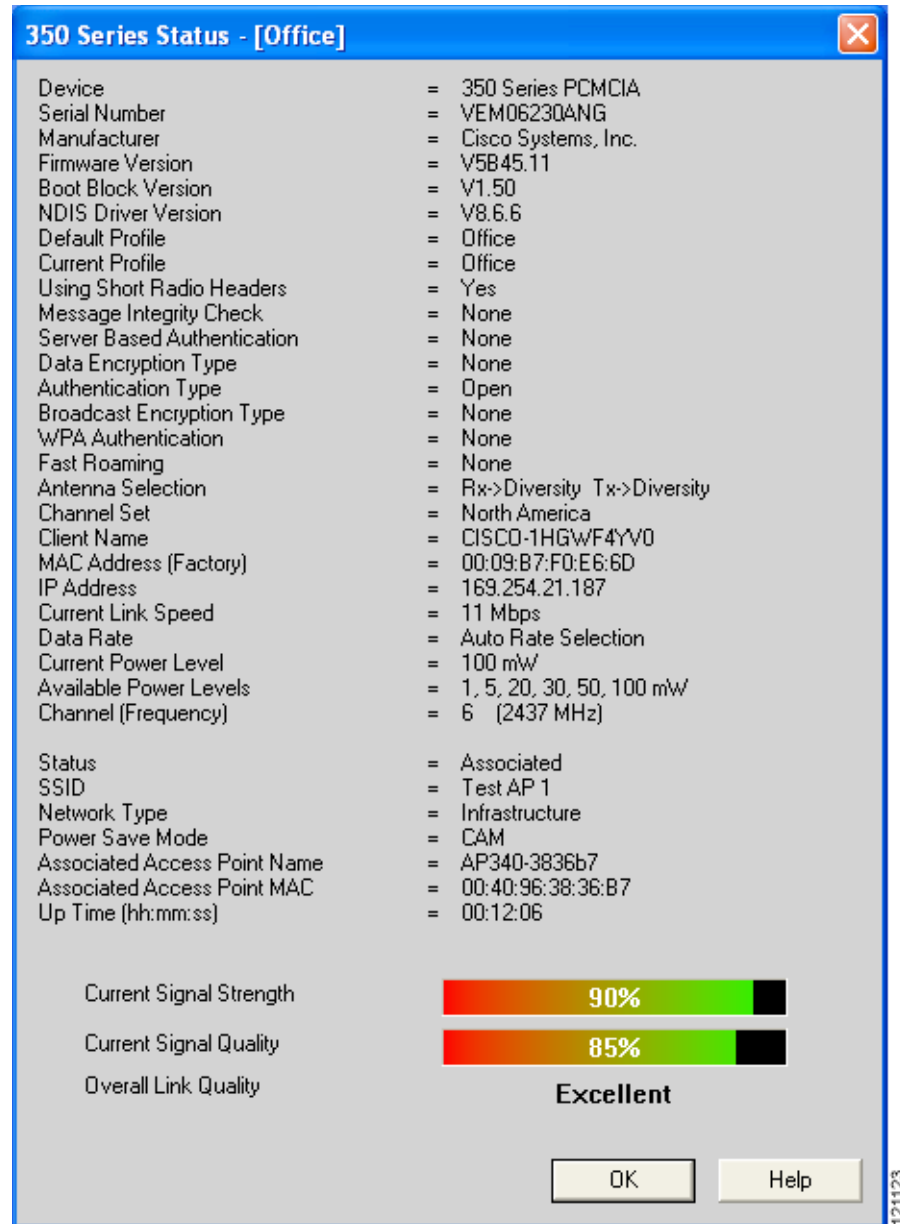 350 Series Status - [Office]
Device = 350 Series PCMCIA
Serial Number = VEM06230ANG
Manufacturer = Cisco Systems, Inc.
Firmware Version = V5B45.11
Boot Block Version = V1.50
NDIS Driver Version = V8.6.6
Default Profile = Office
Current Profile = Office
Using Short Radio Headers = Yes
Message Integrity Check = None
Server Based Authentication = None
Data Encryption Type = None
Authentication Type = Open
Broadcast Encryption Type = None
WPA Authentication = None
Fast Roaming = None
Antenna Selection = Rx->Diversity Tx->Diversity
Channel Set = North America
Client Name = CISCO-1HGWF4YV0
MAC Address (Factory) = 00:09:B7:F0:E6:6D
IP Address = 169.254.21.187
Current Link Speed = 11 Mbps
Data Rate = Auto Rate Selection
Current Power Level = 100 mW
Available Power Levels = 1, 5, 20, 30, 50, 100 mW
Channel (Frequency) = 6 (2437 MHz)
Status = Associated
SSID = Test AP 1
Network Type = Infrastructure
Power Save Mode = CAM
Associated Access Point Name = AP340-3836b7
Associated Access Point MAC = 00:40:96:38:36:B7
Up Time (hh:mm:ss) = 00:12:06
Current Signal Strength 90%
Current Signal Quality 85%
Overall Link Quality Excellent
OK Help
121123